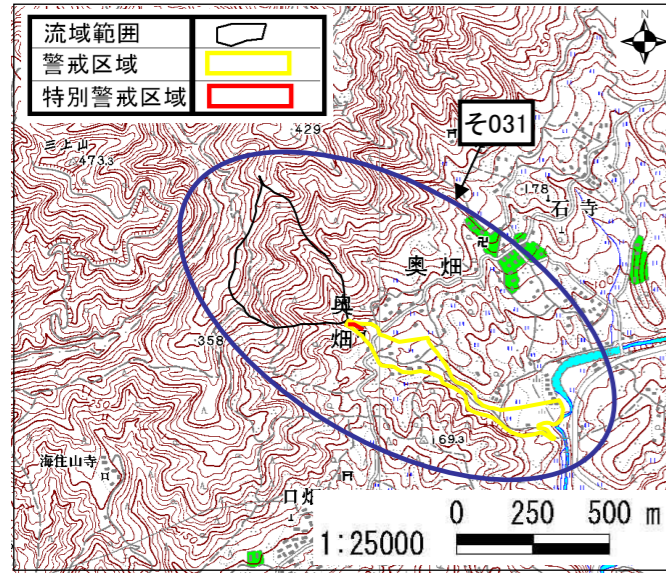 流域範囲
警戒区域
特別警戒区域
N
そ031
429
三上山
473.3
178
石寺
奥畑
奥畑
358
169.3
海住山寺
口畑
0 250 500 m
1:25000